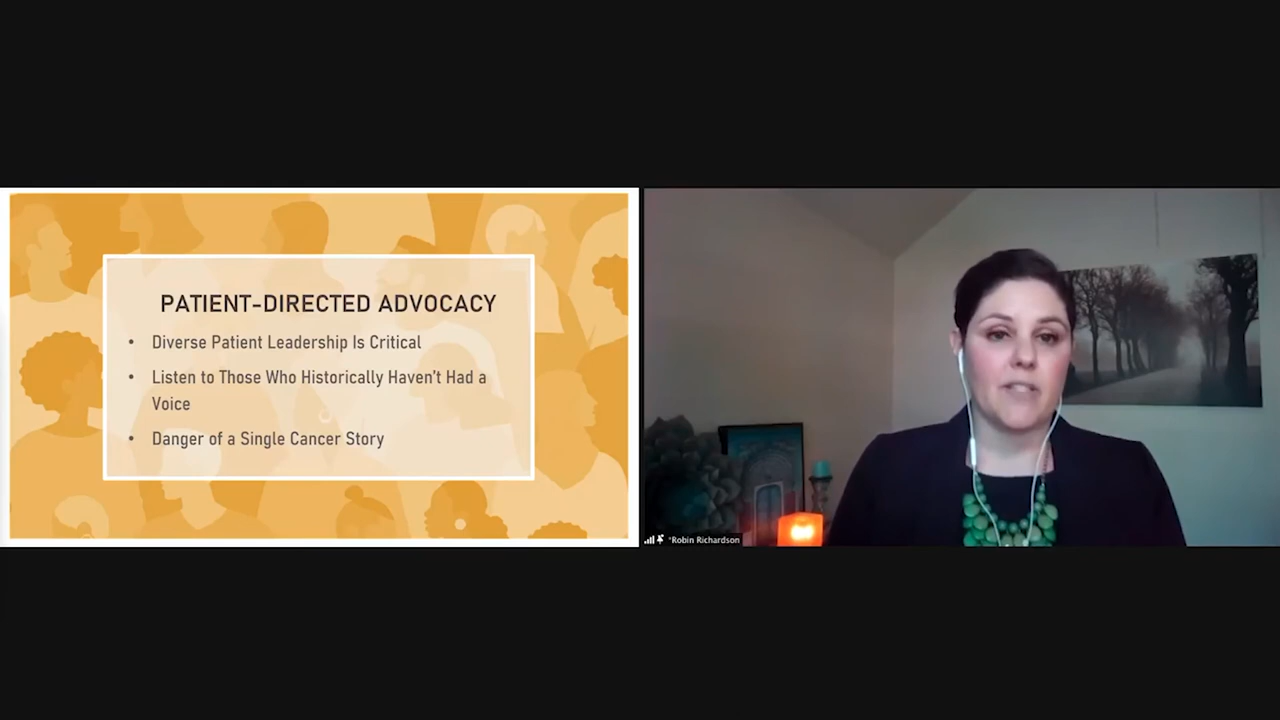 PATIENT-DIRECTED ADVOCACY
• Diverse Patient Leadership Is Critical
• Listen to Those Who Historically Haven't Had a
Voice
• Danger of a Single Cancer Story
*Robin Richardson